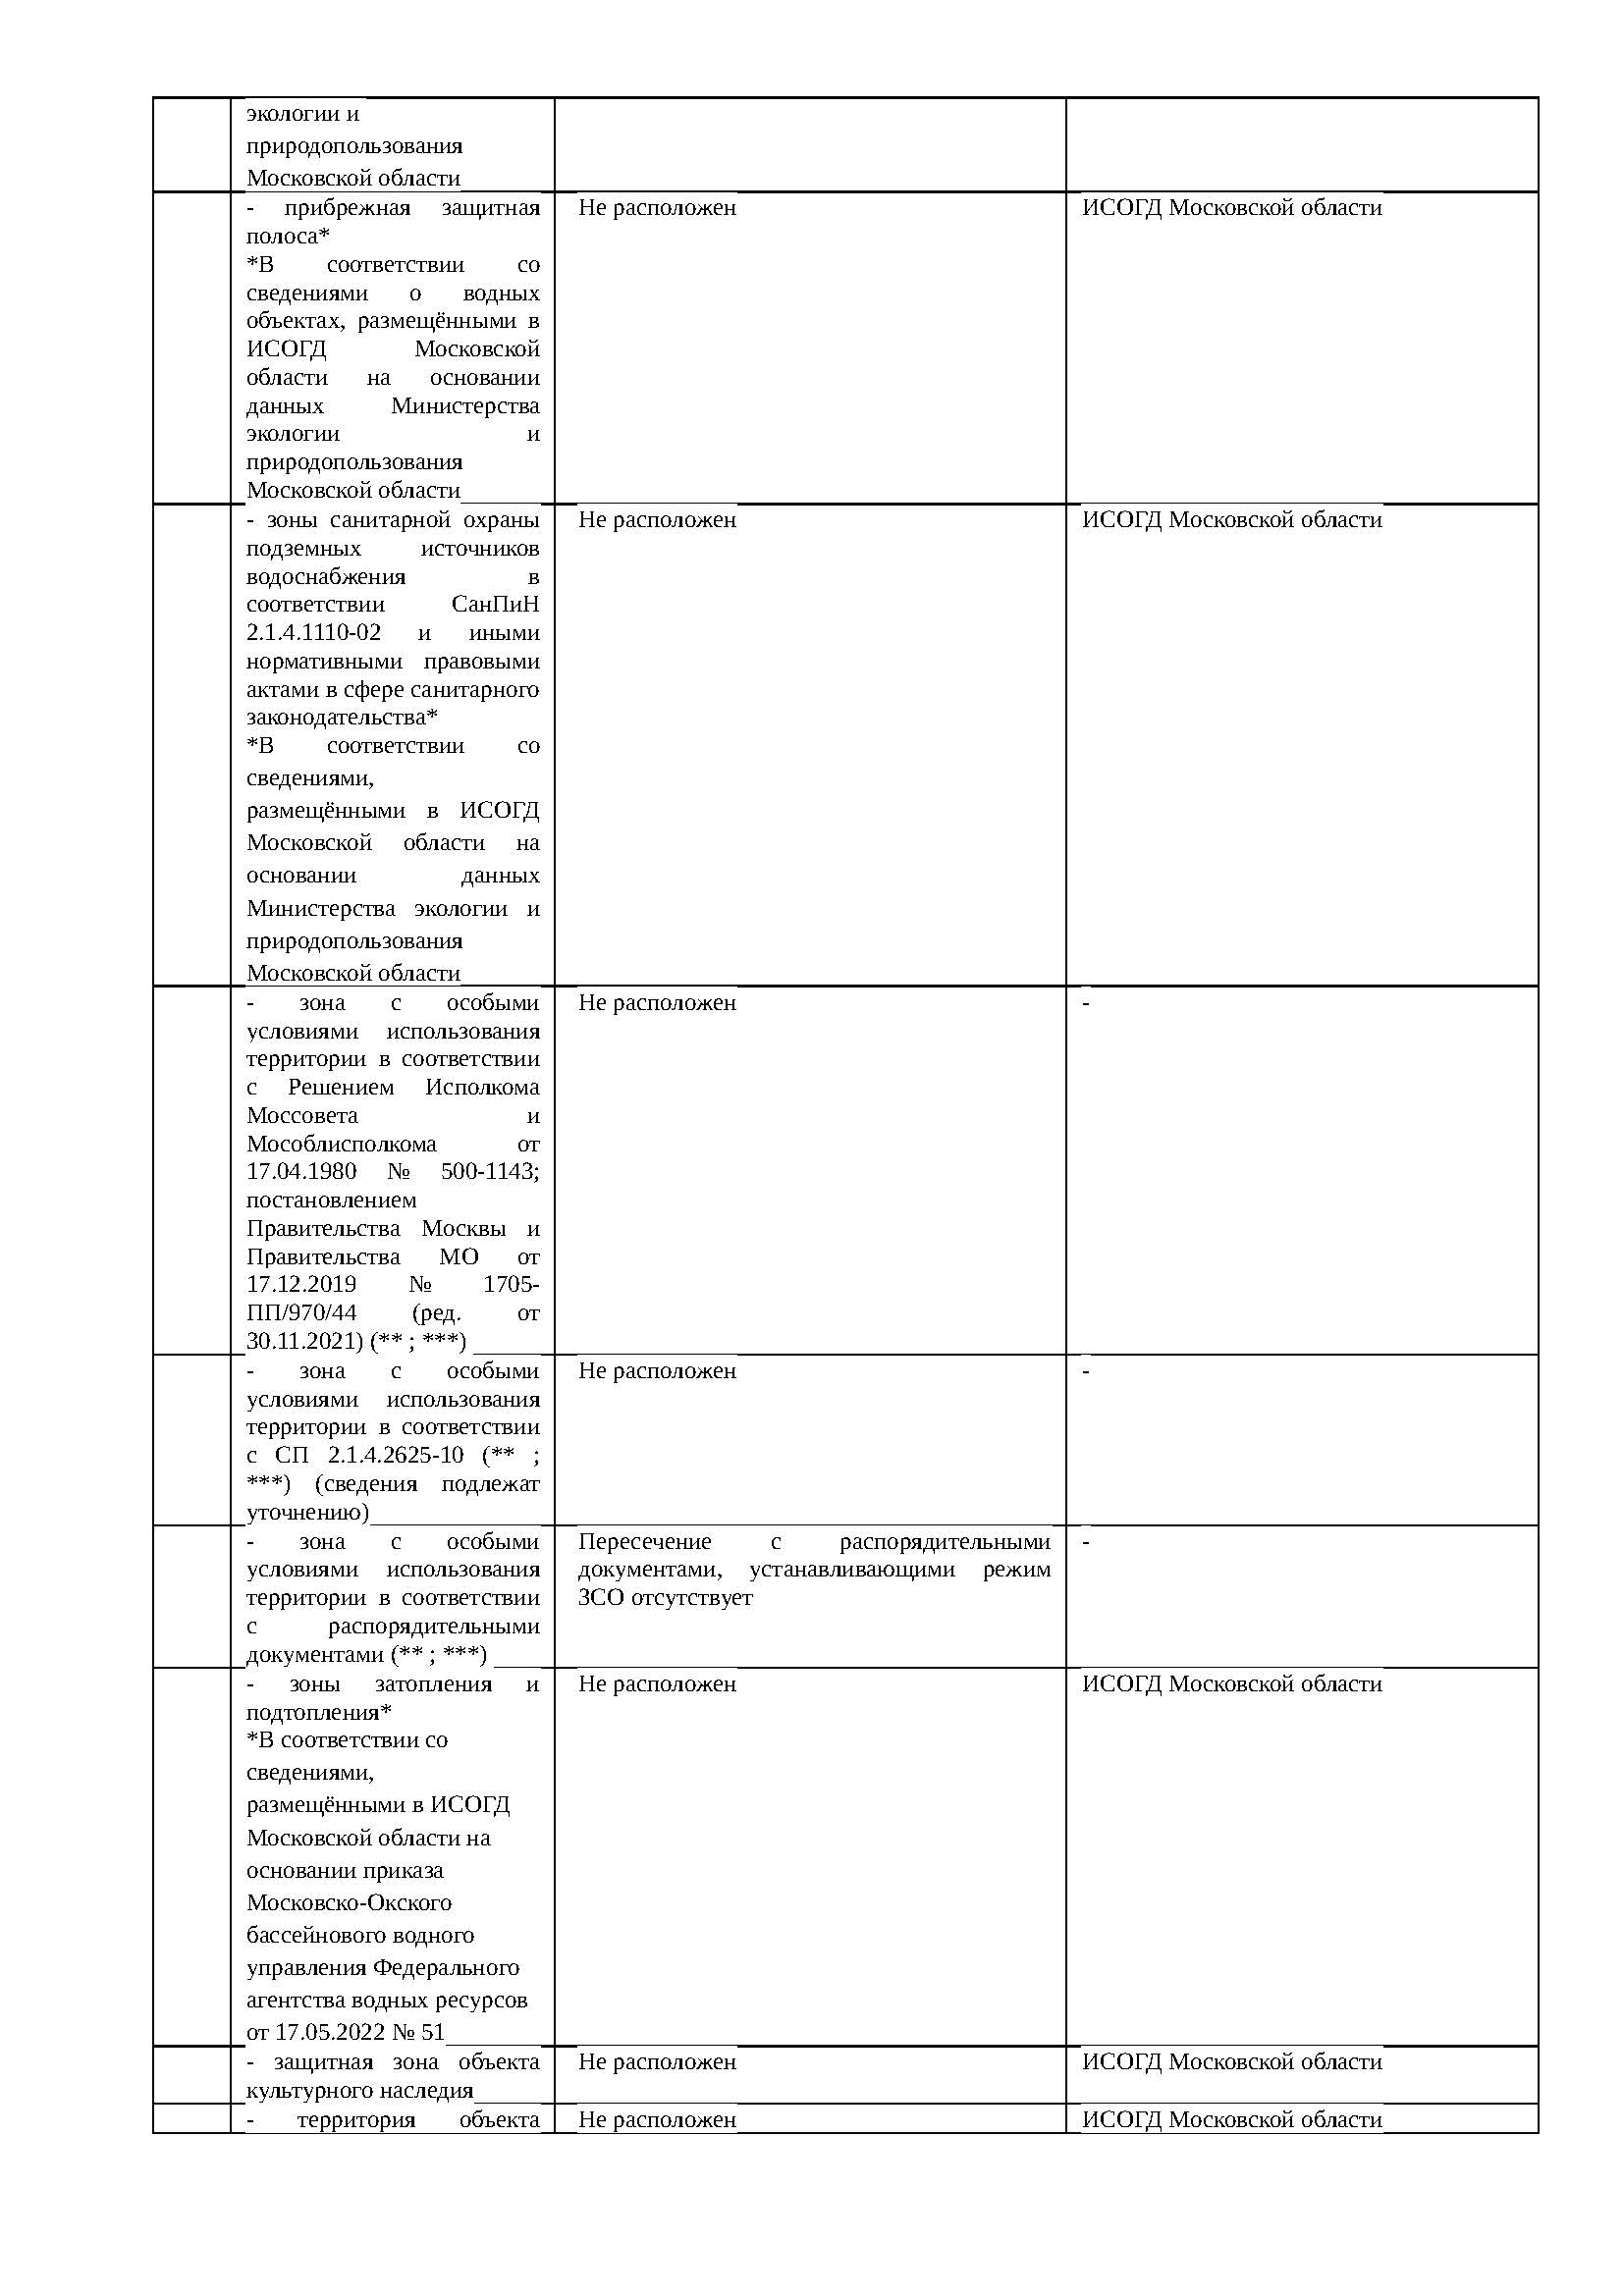 экологии и
природопользования
Московской области
- прибрежная защитная
полоса*
*В соответствии со
сведениями о водных
объектах, размещёнными в
ИСОГД Московской
области на основании
данных Министерства
экологии и
природопользования
Московской области
Не расположен
ИСОГД Московской области
- зоны санитарной охраны
подземных источников
водоснабжения в
соответствии СанПиН
2.1.4.1110-02 и иными
нормативными правовыми
актами в сфере санитарного
законодательства*
*В соответствии со
сведениями,
размещёнными в ИСОГД
Московской области на
основании данных
Министерства экологии и
природопользования
Московской области
Не расположен
ИСОГД Московской области
- зона с особыми
условиями использования
территории в соответствии
с Решением Исполкома
Моссовета и
Мособлисполкома от
17.04.1980 № 500-1143;
постановлением
Правительства Москвы и
Правительства МО от
17.12.2019 № 1705-
ПП/970/44 (ред. от
30.11.2021) (** ; ***)
Не расположен
-
- зона с особыми
условиями использования
территории в соответствии
с СП 2.1.4.2625-10 (** ;
***) (сведения подлежат
уточнению)
Не расположен
-
- зона с особыми
условиями использования
территории в соответствии
с распорядительными
документами (** ; ***)
Пересечение с распорядительными
документами, устанавливающими режим
ЗСО отсутствует
-
- зоны затопления и
подтопления*
*В соответствии со
сведениями,
размещёнными в ИСОГД
Московской области на
основании приказа
Московско-Окского
бассейнового водного
управления Федерального
агентства водных ресурсов
от 17.05.2022 № 51
Не расположен
ИСОГД Московской области
- защитная зона объекта
культурного наследия
Не расположен
ИСОГД Московской области
- территория объекта
Не расположен
ИСОГД Московской области